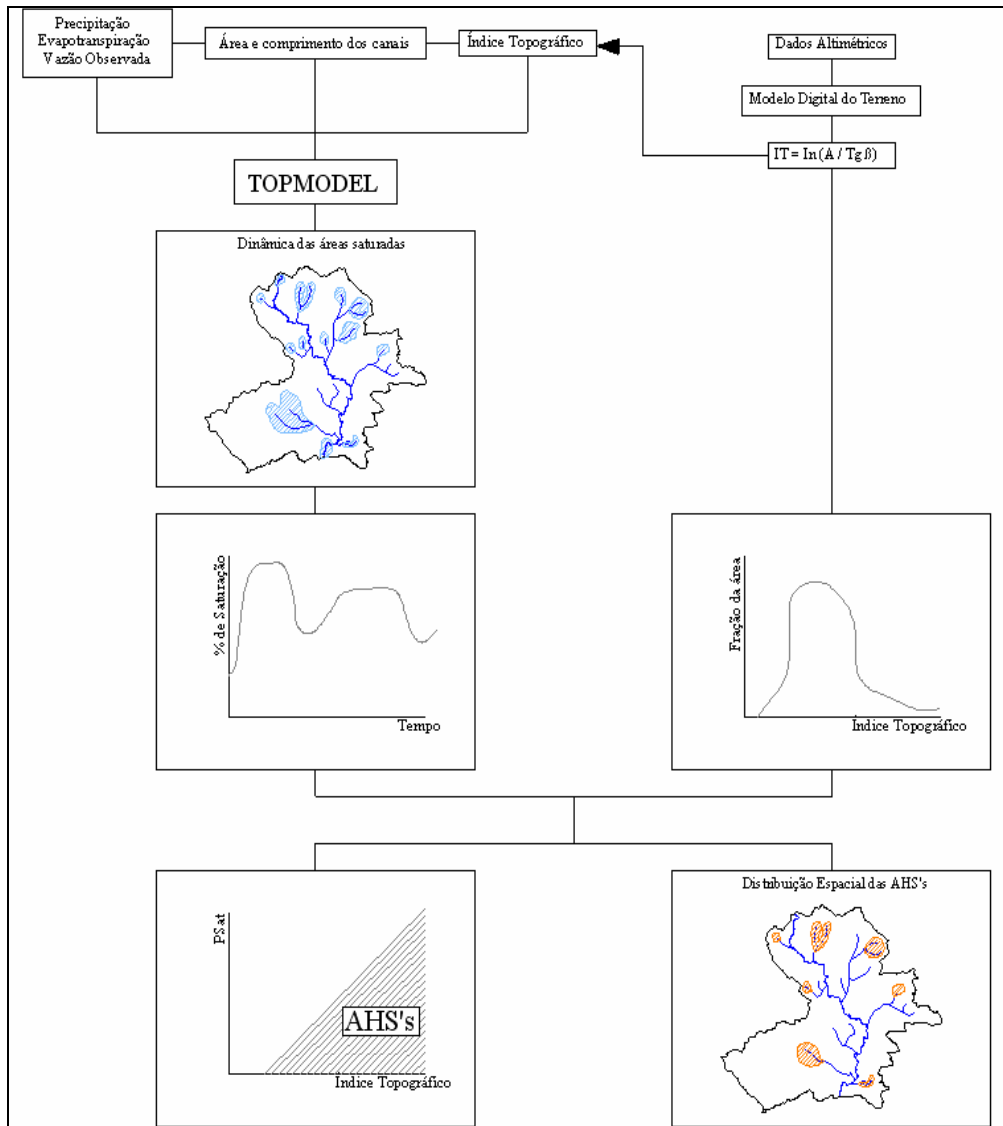 Precipitação
Evapotranspiração
Vazão Observada
Área e comprimento dos canais
Índice Topográfico
Dados Altimétricos
Modelo Digital do Terreno
IT = ln (A / Tg ß)
TOPMODEL
Dinâmica das áreas saturadas
% de Saturação
Tempo
Fração da área
Índice Topográfico
PSat
AHS's
Índice Topográfico
Distribuição Espacial das AHS's